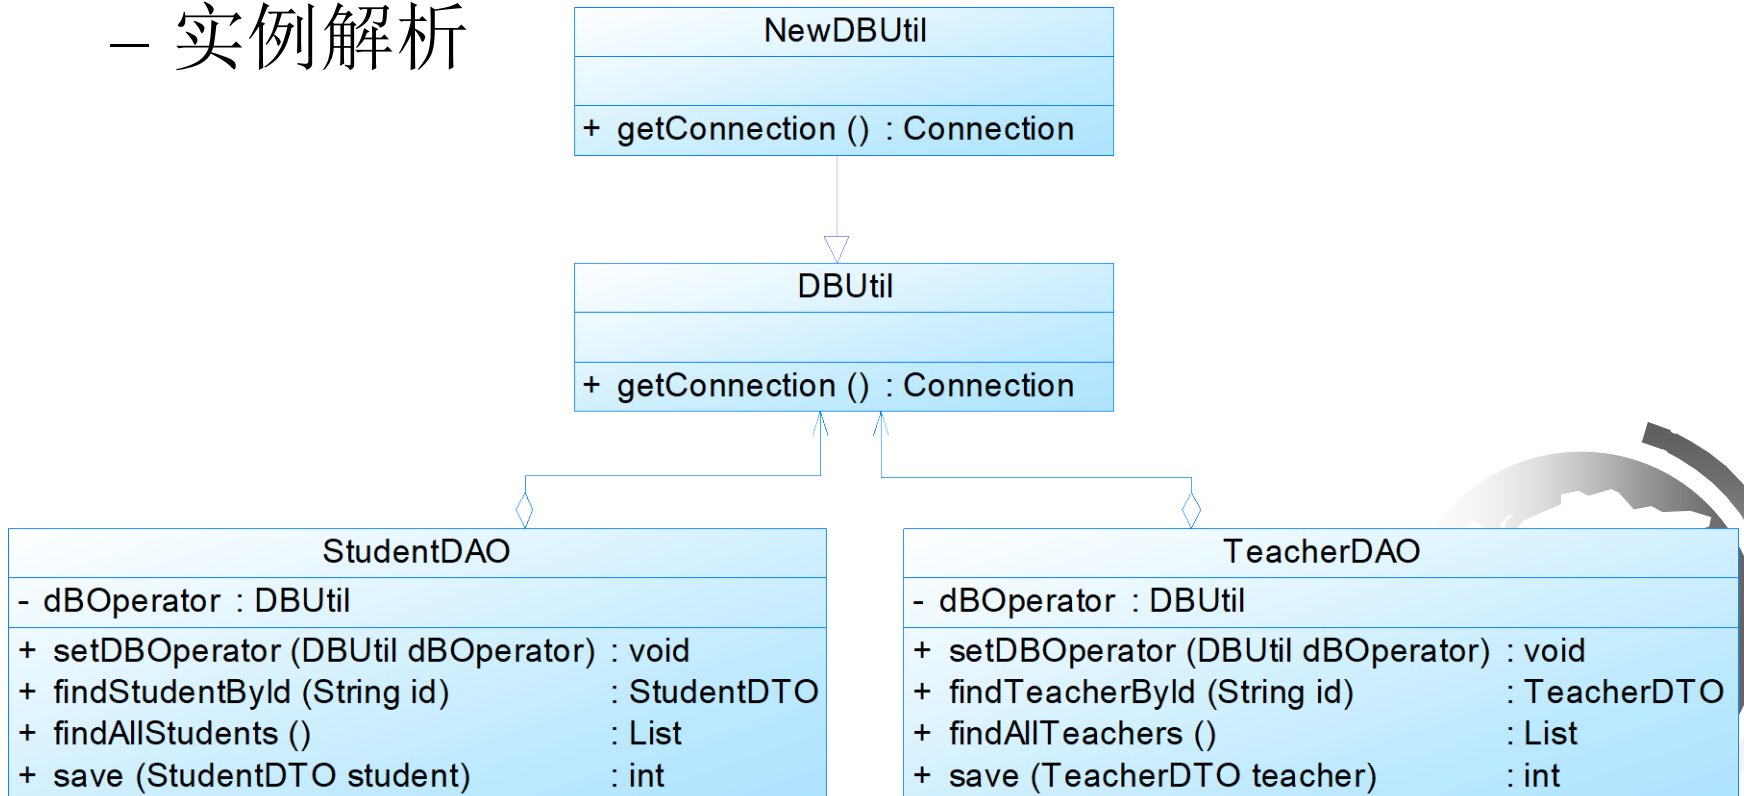 – 实例解析
NewDBUtil
+ getConnection () : Connection
DBUtil
+ getConnection () : Connection
StudentDAO
- dBOperator : DBUtil
+ setDBOperator (DBUtil dBOperator) : void
+ findStudentById (String id) : StudentDTO
+ findAllStudents () : List
+ save (StudentDTO student) : int
TeacherDAO
- dBOperator : DBUtil
+ setDBOperator (DBUtil dBOperator) : void
+ findTeacherById (String id) : TeacherDTO
+ findAllTeachers () : List
+ save (TeacherDTO teacher) : int